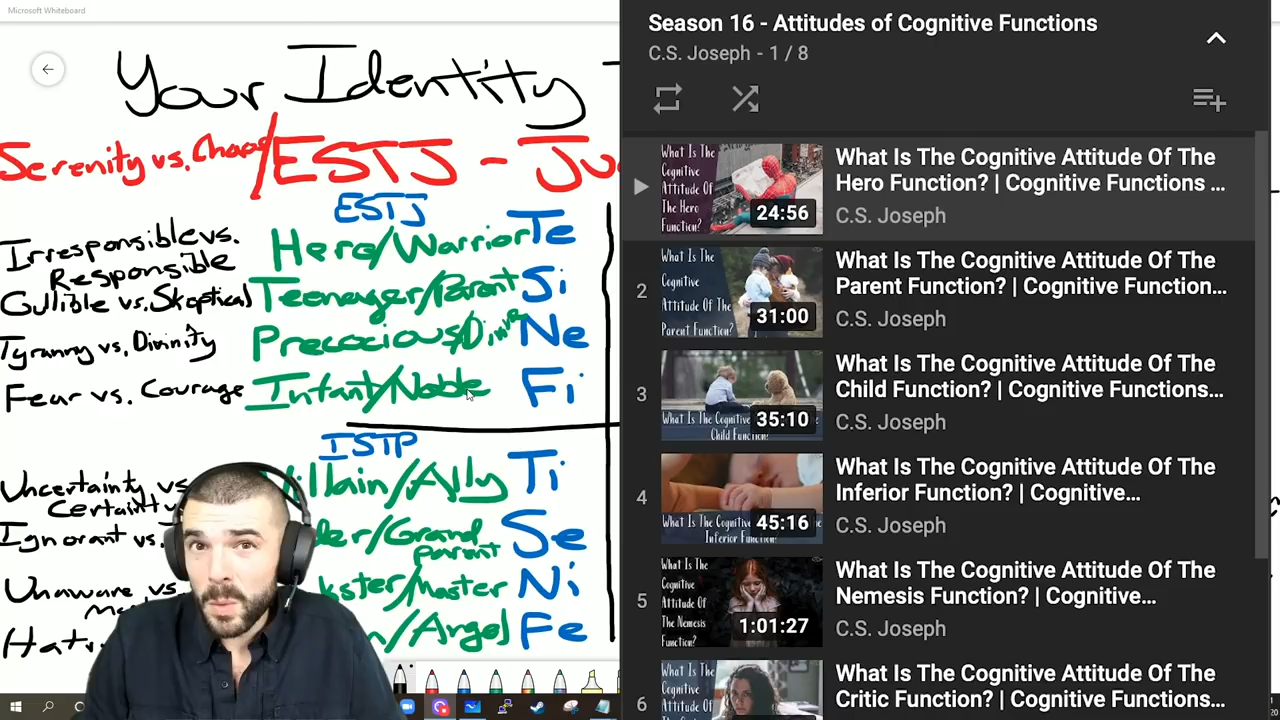 Microsoft Whiteboard
Your Identity
Serenity vs. Chaos/ESTJ - Ju
ESTJ
Irresponsible vs. Responsible
Hero/Warrior Te
Gullible vs. Skeptical
Teenager/Parent Si
Tyranny vs. Divinity
Precocious/Divine Ne
Fear vs. Courage
Infant/Noble Fi
ISTP
Uncertainty vs Certainty
illain/Ally Ti
Ignorant vs.
der/Grand parent Se
Unaware vs
kster/Master Ni
Hat
n/Angel Fe
Season 16 - Attitudes of Cognitive Functions
C.S. Joseph - 1 / 8
What Is The Cognitive Attitude Of The Hero Function?
24:56
What Is The Cognitive Attitude Of The
Hero Function? | Cognitive Functions ...
C.S. Joseph
2
What Is The Cognitive Attitude Of The Parent Function?
31:00
What Is The Cognitive Attitude Of The
Parent Function? | Cognitive Function...
C.S. Joseph
3
What Is The Cognitive
Child Function?
35:10
What Is The Cognitive Attitude Of The
Child Function? | Cognitive Functions...
C.S. Joseph
4
What Is The Cognitive
Inferior Function?
45:16
What Is The Cognitive Attitude Of The
Inferior Function? | Cognitive...
C.S. Joseph
5
What Is The Cognitive Attitude Of The Nemesis Function?
1:01:27
What Is The Cognitive Attitude Of The
Nemesis Function? | Cognitive...
C.S. Joseph
6
What Is The Cognitive Attitude Of
What Is The Cognitive Attitude Of The
Critic Function? | Cognitive Functions...